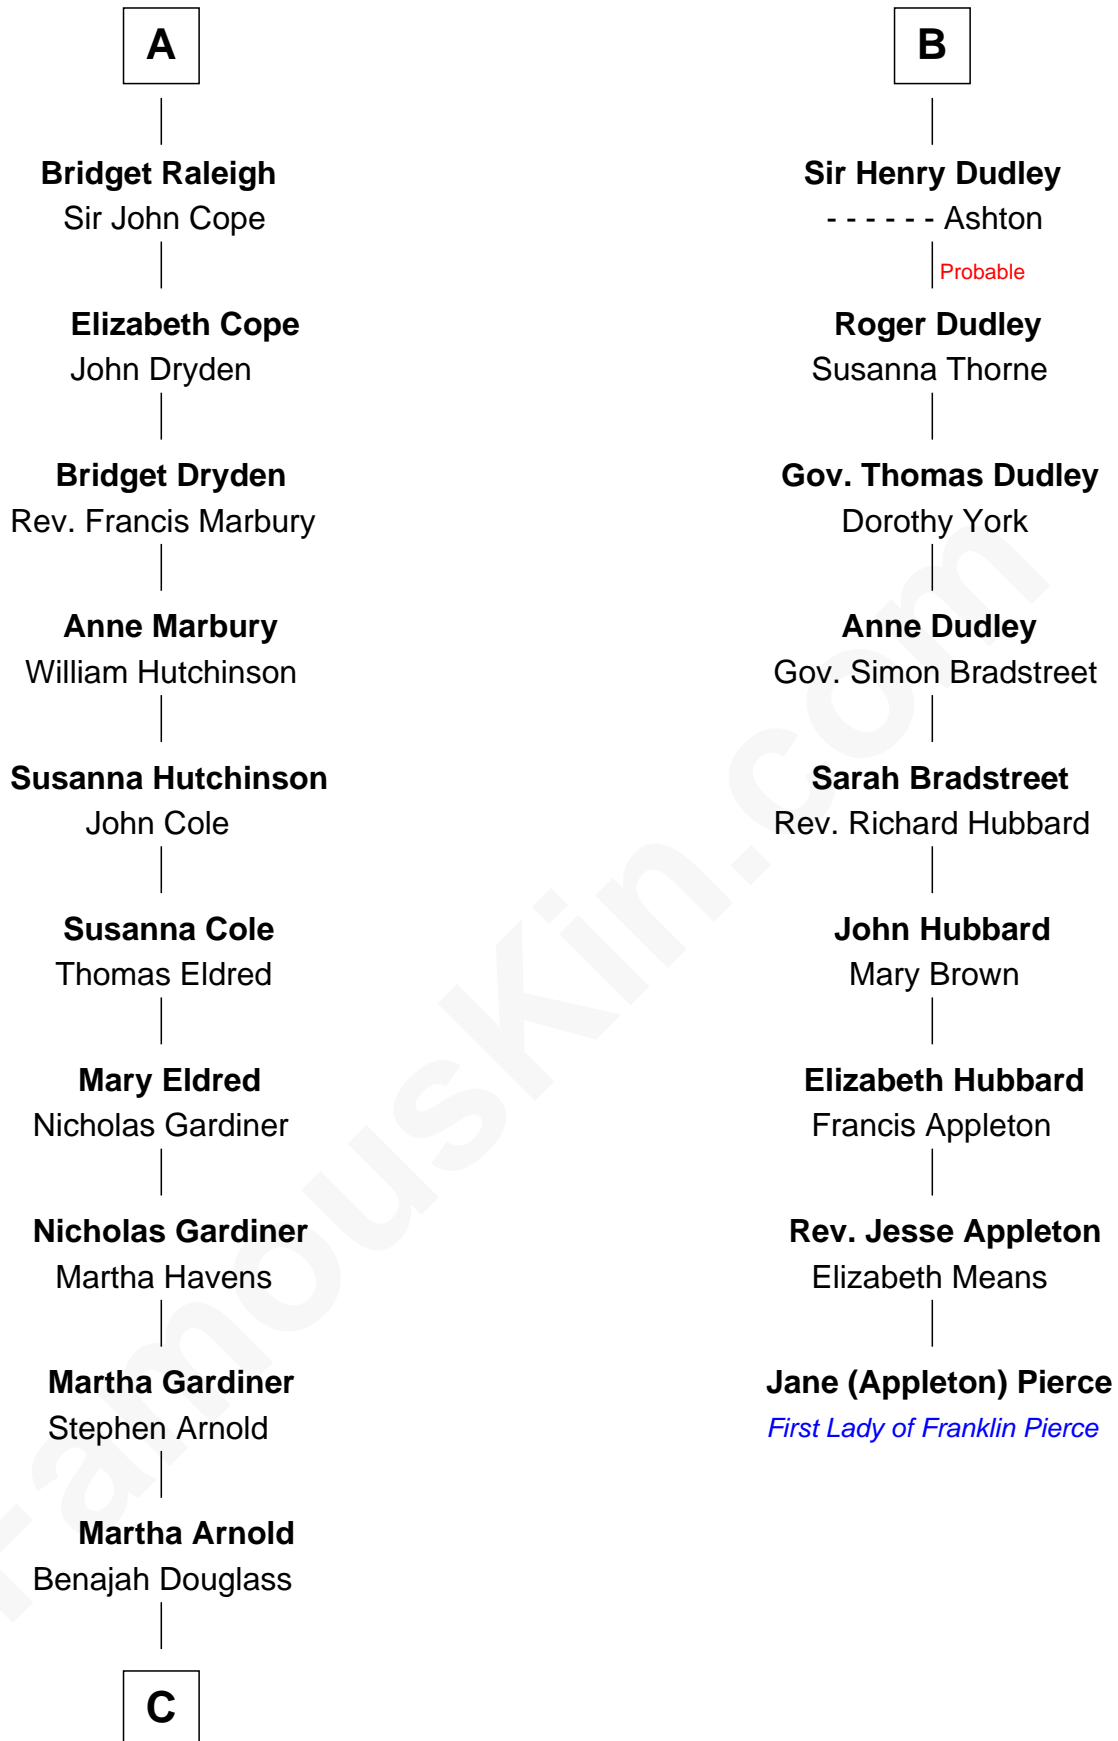 A
Bridget Raleigh
Sir John Cope
Elizabeth Cope
John Dryden
Bridget Dryden
Rev. Francis Marbury
Anne Marbury
William Hutchinson
Susanna Hutchinson
John Cole
Susanna Cole
Thomas Eldred
Mary Eldred
Nicholas Gardiner
Nicholas Gardiner
Martha Havens
Martha Gardiner
Stephen Arnold
Martha Arnold
Benajah Douglass
C
B
Sir Henry Dudley
- - - - - - Ashton
Probable
Roger Dudley
Susanna Thorne
Gov. Thomas Dudley
Dorothy York
Anne Dudley
Gov. Simon Bradstreet
Sarah Bradstreet
Rev. Richard Hubbard
John Hubbard
Mary Brown
Elizabeth Hubbard
Francis Appleton
Rev. Jesse Appleton
Elizabeth Means
Jane (Appleton) Pierce
First Lady of Franklin Pierce
FamousKin.com